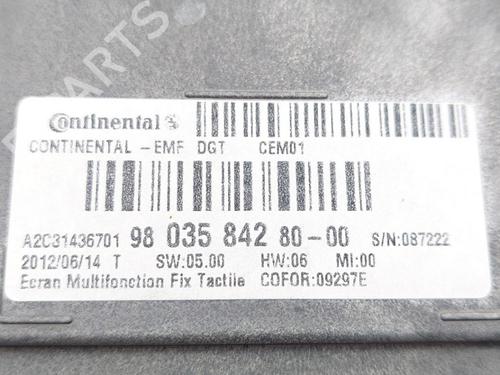 PARTS
Continental
CONTINENTAL -EMF DGT CEM01
A2C31436701 98 035 842 80-00 S/N:087222
2012/06/14 T SW:05.00 HW:06 MI:00
Ecran Multifonction Fix Tactile COFOR:09297E